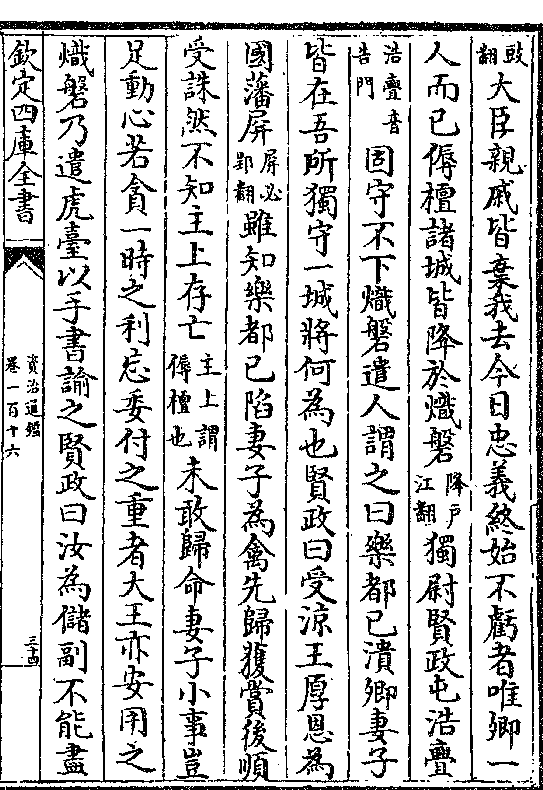 豉翻大臣親戚皆棄我去今日忠義終始不虧者唯卿一
人而已傉檀諸城皆降於熾磐降戶江翻獨尉賢政屯浩亹
浩亹音告門固守不下熾磐遣人謂之曰樂都已潰卿妻子
皆在吾所獨守一城將何為也賢政曰受涼王厚恩為
國藩屏屏必郢翻雖知樂都已陷妻子為禽先歸獲賞後順
受誅然不知主上存亡主上謂傉檀也未敢歸命妻子小事豈
足動心若貪一時之利忘委付之重者大王亦安用之
熾磐乃遣虎臺以手書諭之賢政曰汝為儲副不能盡
欽定四庫全書
資治通鑑
卷一百十六
三十四